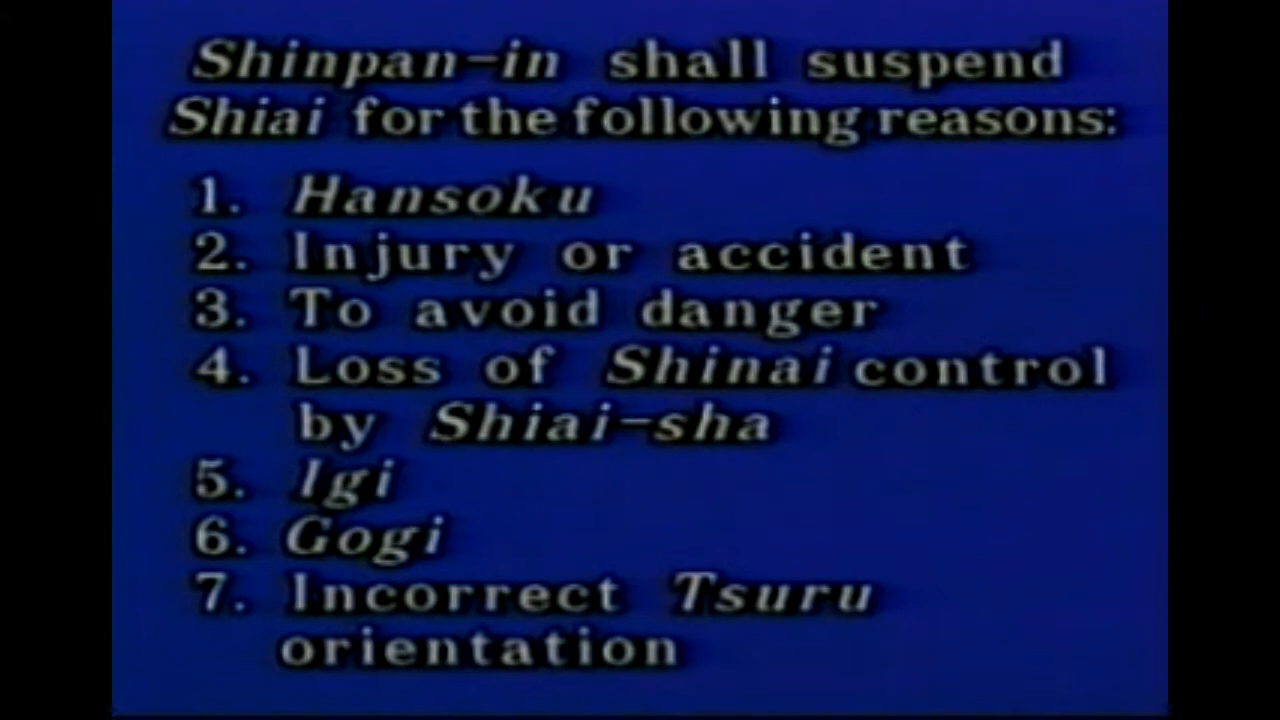 Shinpan-in shall suspend
Shiai for the following reasons:
1. Hansoku
2. Injury or accident
3. To avoid danger
4. Loss of Shinai control
by Shiai-sha
5. Igi
6. Gogi
7. Incorrect Tsuru
orientation